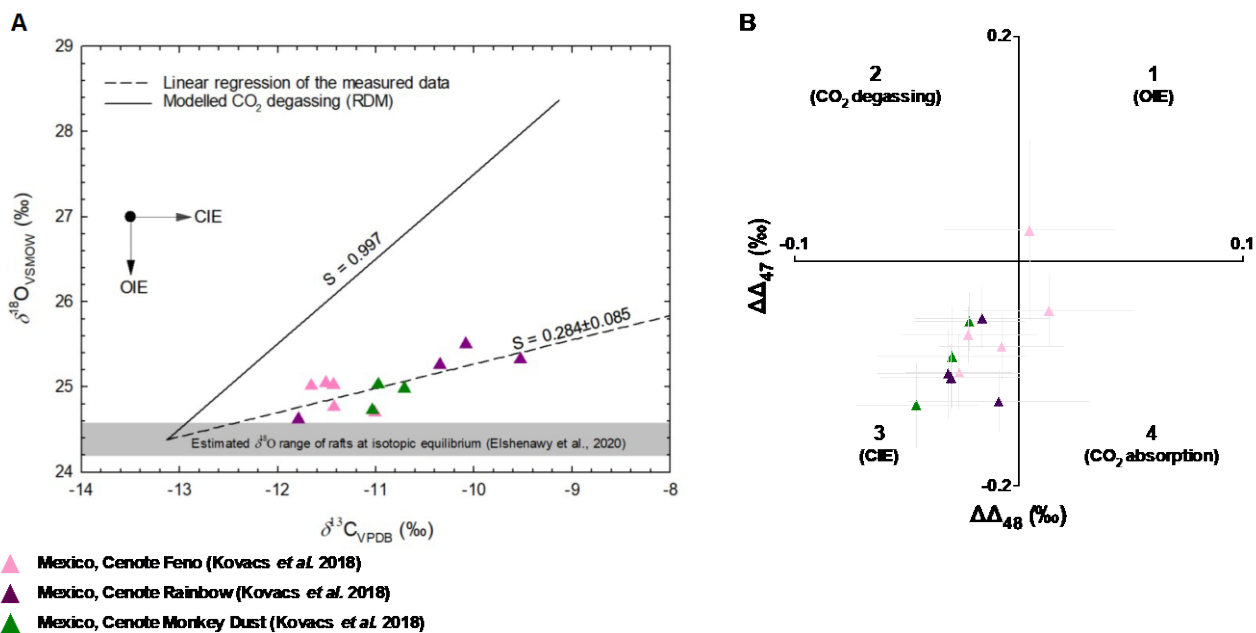 A
29
28
27
26
25
24
-14
-13
-12
-11
-10
-9
-8
δ¹⁸O_VSMOW (‰)
δ¹³C_VPDB (‰)
Linear regression of the measured data
Modelled CO₂ degassing (RDM)
CIE
OIE
S = 0.997
S = 0.284±0.085
Estimated δ¹⁸O range of rafts at isotopic equilibrium (Elshenawy et al., 2020)
Mexico, Cenote Feno (Kovacs et al. 2018)
Mexico, Cenote Rainbow (Kovacs et al. 2018)
Mexico, Cenote Monkey Dust (Kovacs et al. 2018)
B
0.2
2
(CO₂ degassing)
1
(OIE)
-0.1
0.1
ΔΔ₄₇ (‰)
3
(CIE)
4
(CO₂ absorption)
-0.2
ΔΔ₄₈ (‰)